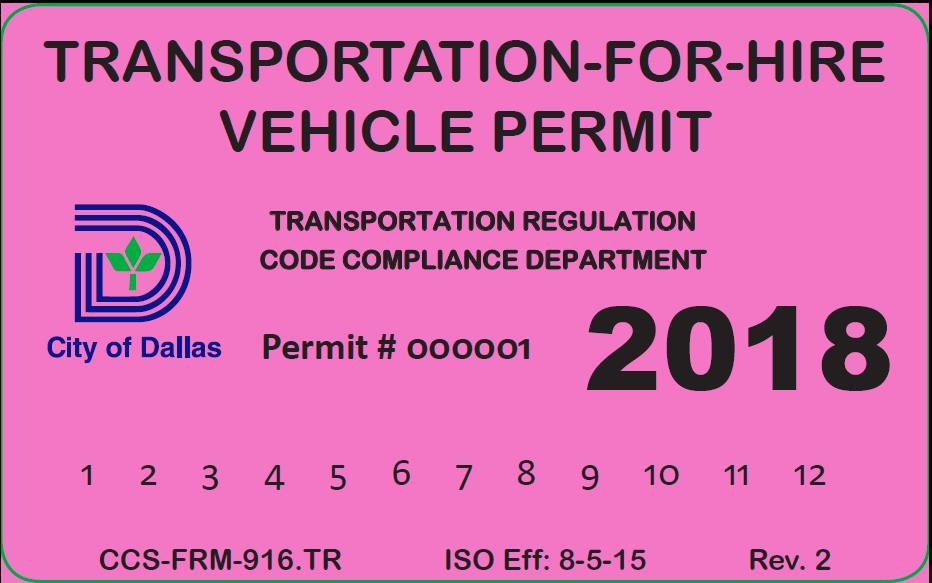 TRANSPORTATION-FOR-HIRE
VEHICLE PERMIT
TRANSPORTATION REGULATION
CODE COMPLIANCE DEPARTMENT
City of Dallas
Permit # 000001
2018
1 2 3 4 5 6 7 8 9 10 11 12
CCS-FRM-916.TR ISO Eff: 8-5-15 Rev. 2